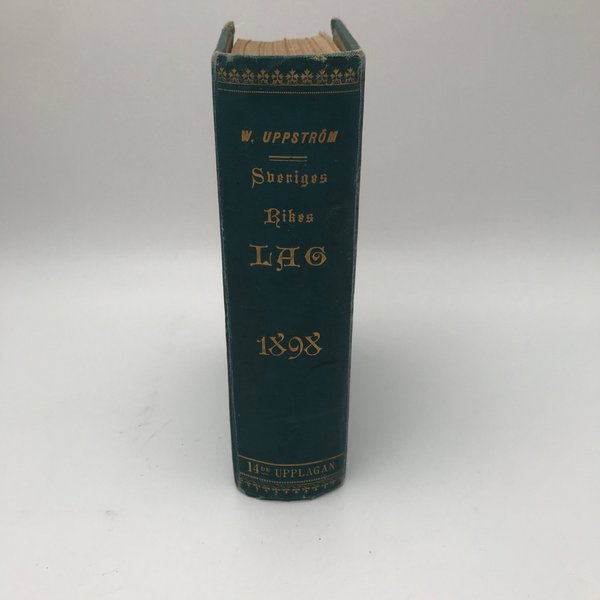 W. UPPSTRÖM
Sveriges
Rikes
LAG
1898
14DE UPPLAGAN